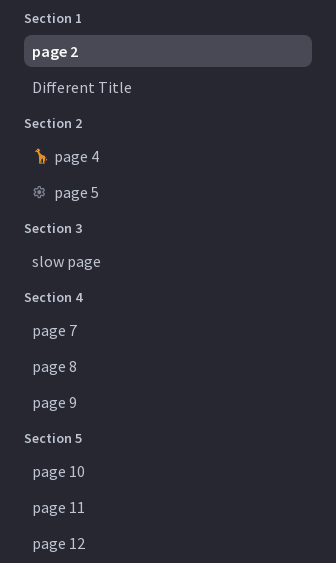 Section 1
page 2
Different Title
Section 2
🦒 page 4
page 5
Section 3
slow page
Section 4
page 7
page 8
page 9
Section 5
page 10
page 11
page 12